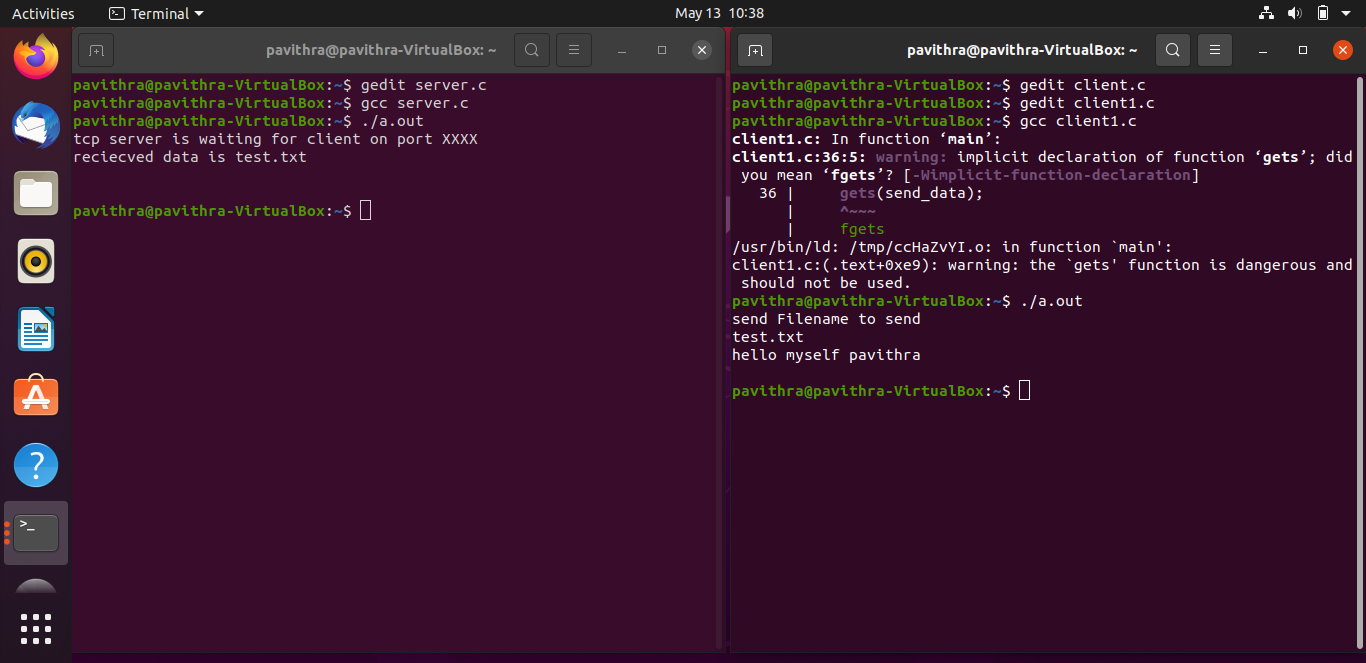 Activities
Terminal
May 13 10:38
pavithra@pavithra-VirtualBox: ~
pavithra@pavithra-VirtualBox:~$ gedit server.c
pavithra@pavithra-VirtualBox:~$ gcc server.c
pavithra@pavithra-VirtualBox:~$ ./a.out
tcp server is waiting for client on port XXXX
reciecved data is test.txt
pavithra@pavithra-VirtualBox:~$
pavithra@pavithra-VirtualBox: ~
pavithra@pavithra-VirtualBox:~$ gedit client.c
pavithra@pavithra-VirtualBox:~$ gedit client1.c
pavithra@pavithra-VirtualBox:~$ gcc client1.c
client1.c: In function ‘main’:
client1.c:36:5: warning: implicit declaration of function ‘gets’; did
you mean ‘fgets’? [-Wimplicit-function-declaration]
36 | gets(send_data);
| ^~~~
| fgets
/usr/bin/ld: /tmp/ccHaZvYI.o: in function `main':
client1.c:(.text+0xe9): warning: the `gets' function is dangerous and
should not be used.
pavithra@pavithra-VirtualBox:~$ ./a.out
send Filename to send
test.txt
hello myself pavithra
pavithra@pavithra-VirtualBox:~$